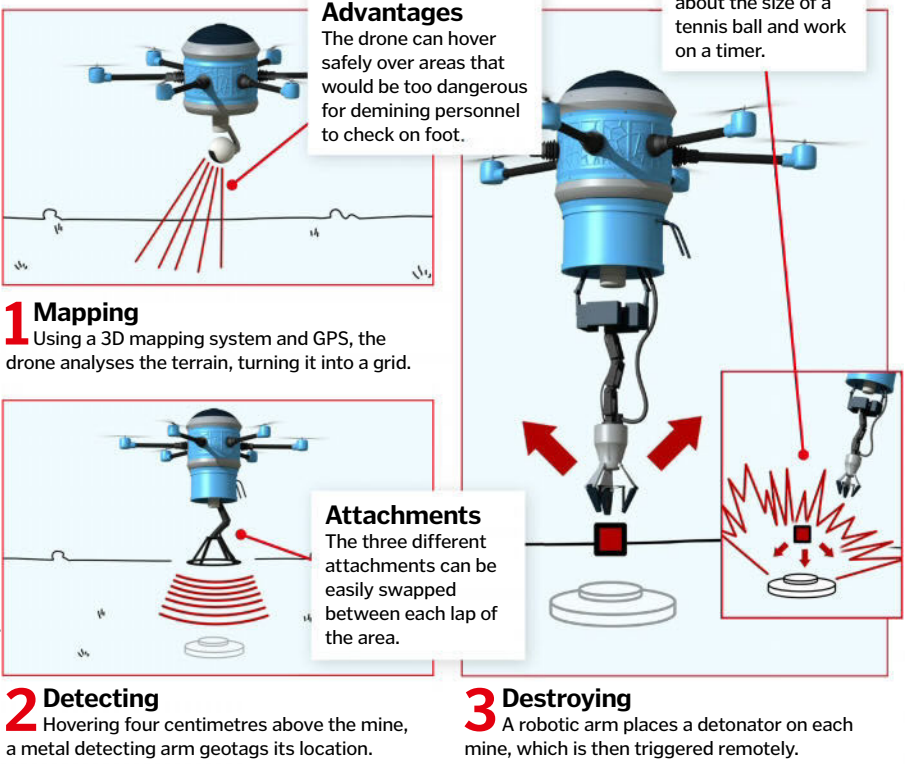 Advantages
The drone can hover
safely over areas that
would be too dangerous
for demining personnel
to check on foot.
about the size of a
tennis ball and work
on a timer.
1 Mapping
Using a 3D mapping system and GPS, the
drone analyses the terrain, turning it into a grid.
Attachments
The three different
attachments can be
easily swapped
between each lap of
the area.
2 Detecting
Hovering four centimetres above the mine,
a metal detecting arm geotags its location.
3 Destroying
A robotic arm places a detonator on each
mine, which is then triggered remotely.